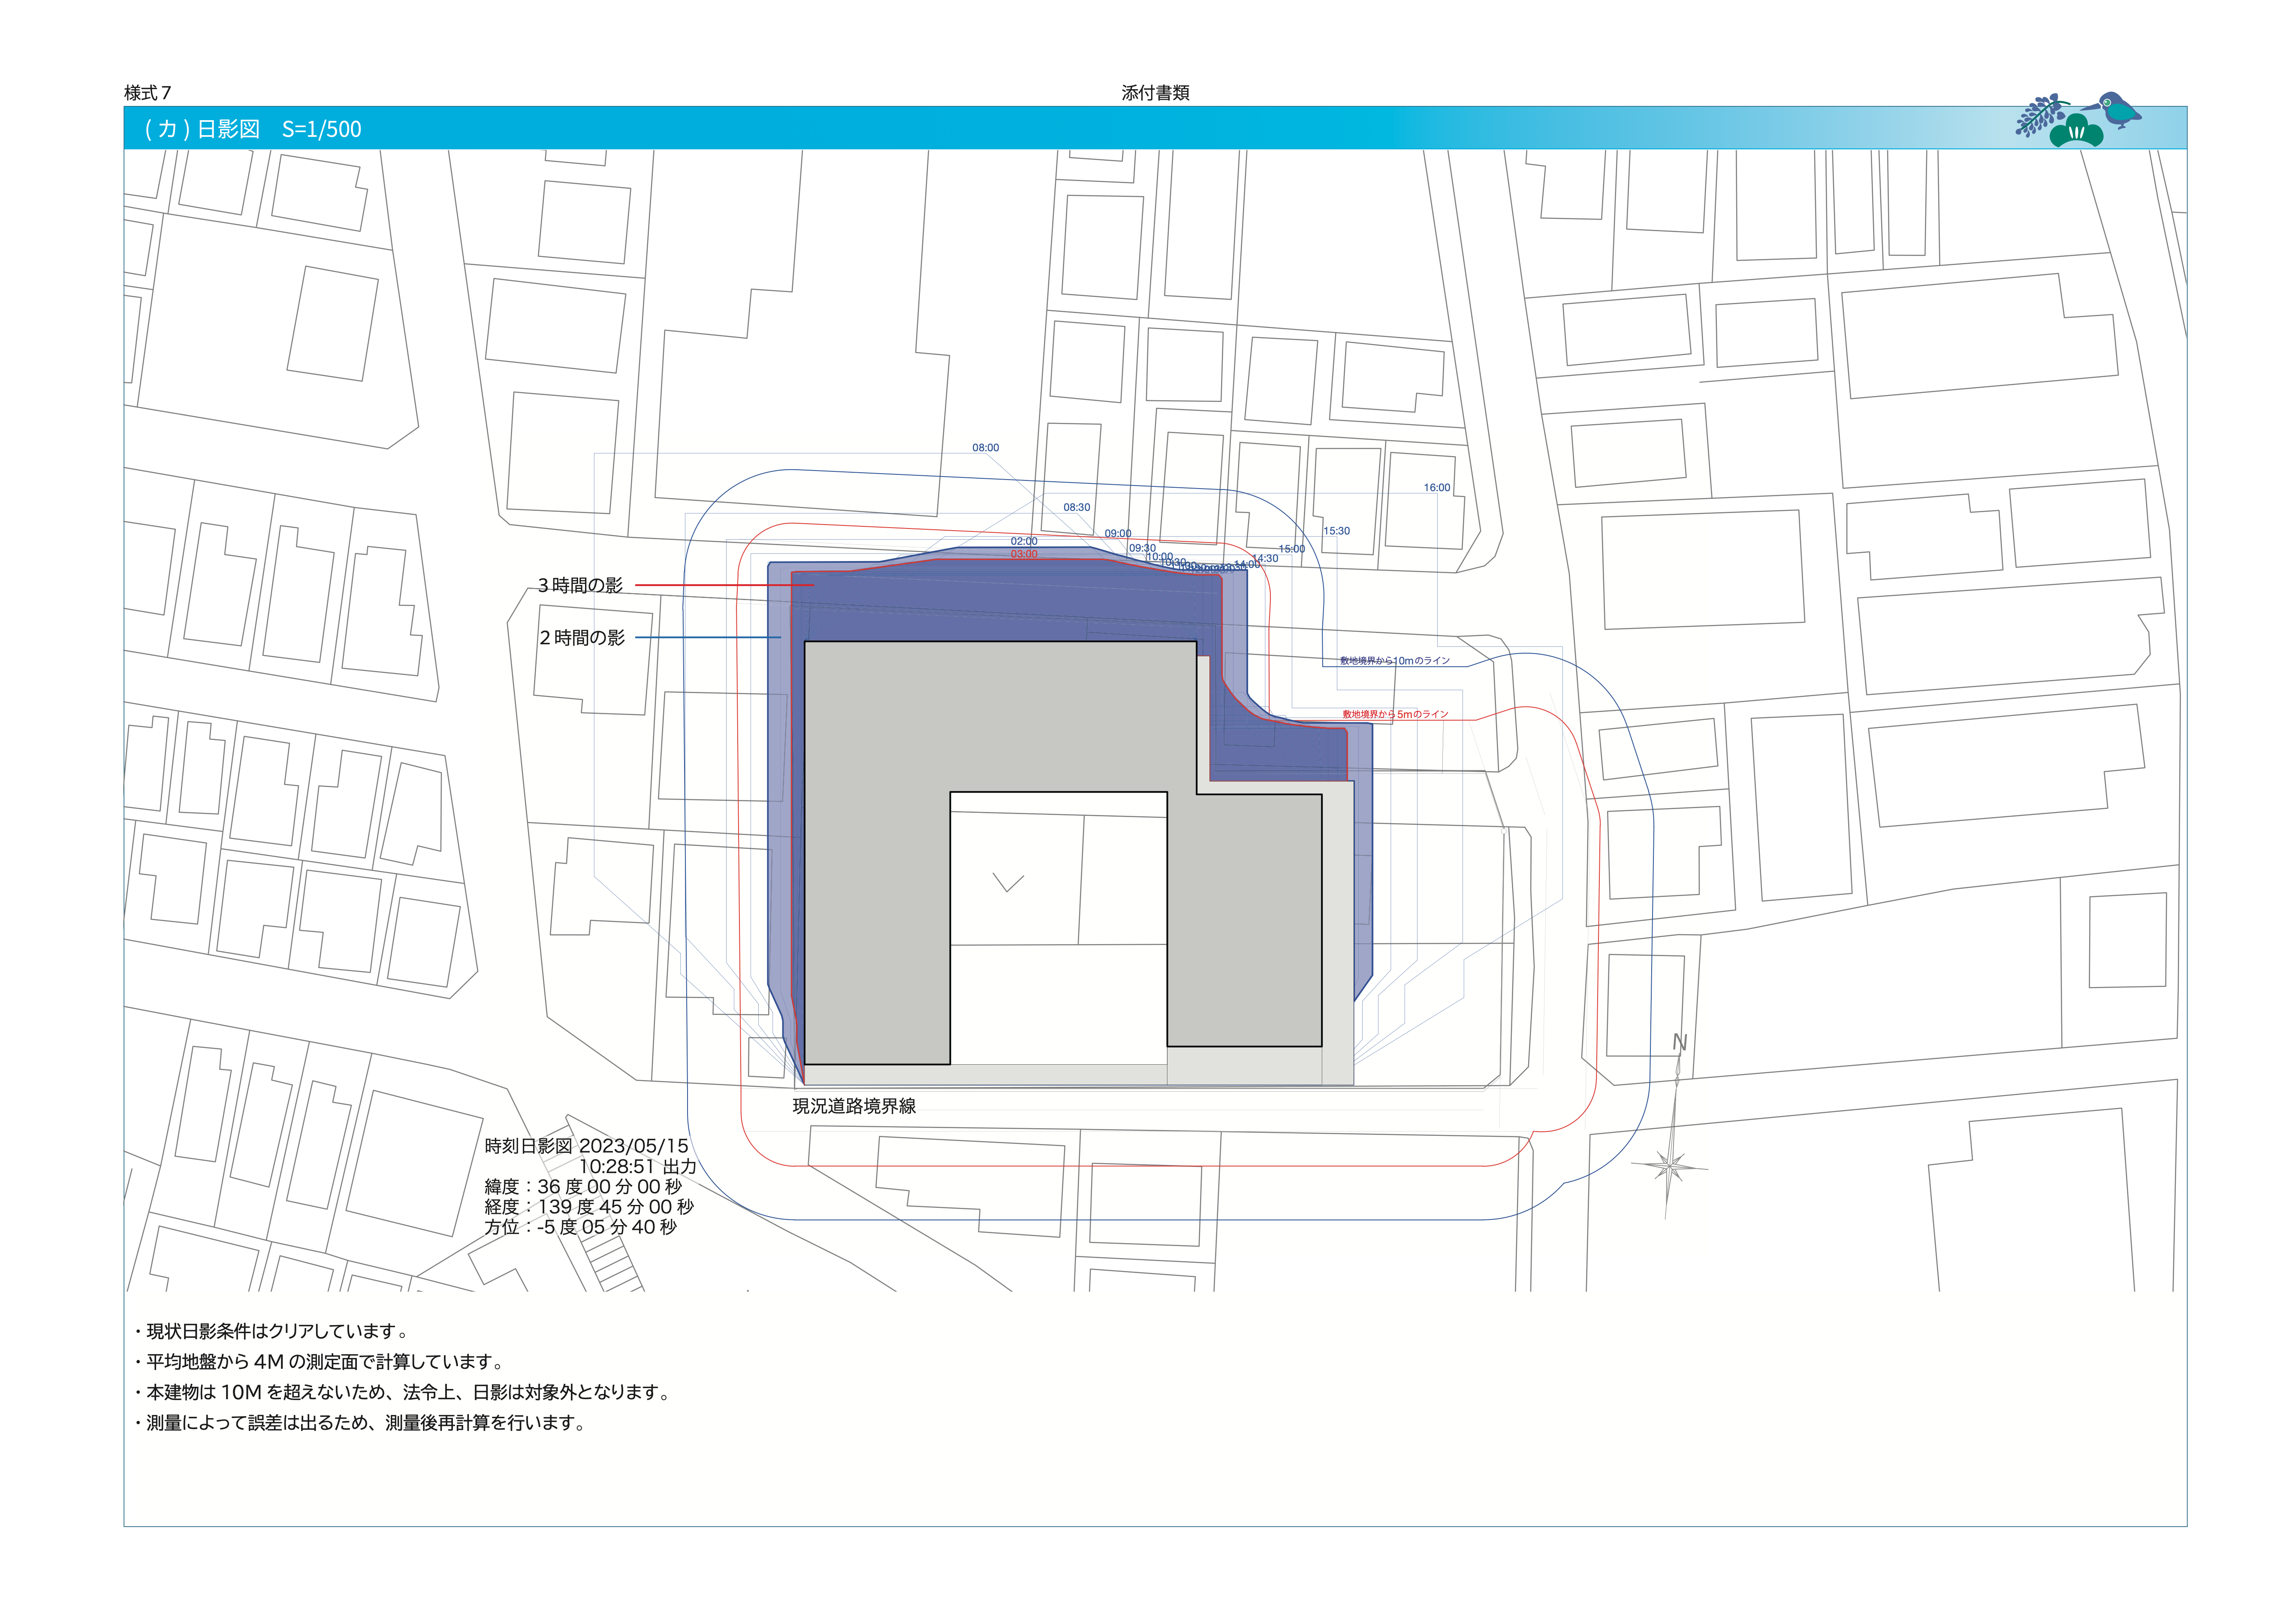 様式７
添付書類
(カ)日影図　S=1/500
08:00
16:00
08:30
15:30
09:00
02:00
09:30
15:00
03:00
10:00
14:30
10:30
14:00
３時間の影
２時間の影
敷地境界から10mのライン
敷地境界から5mのライン
N
現況道路境界線
時刻日影図 2023/05/15
10:28:51 出力
緯度：36 度 00 分 00 秒
経度：139 度 45 分 00 秒
方位：-5 度 05 分 40 秒
・現状日影条件はクリアしています。
・平均地盤から 4M の測定面で計算しています。
・本建物は 10M を超えないため、法令上、日影は対象外となります。
・測量によって誤差は出るため、測量後再計算を行います。